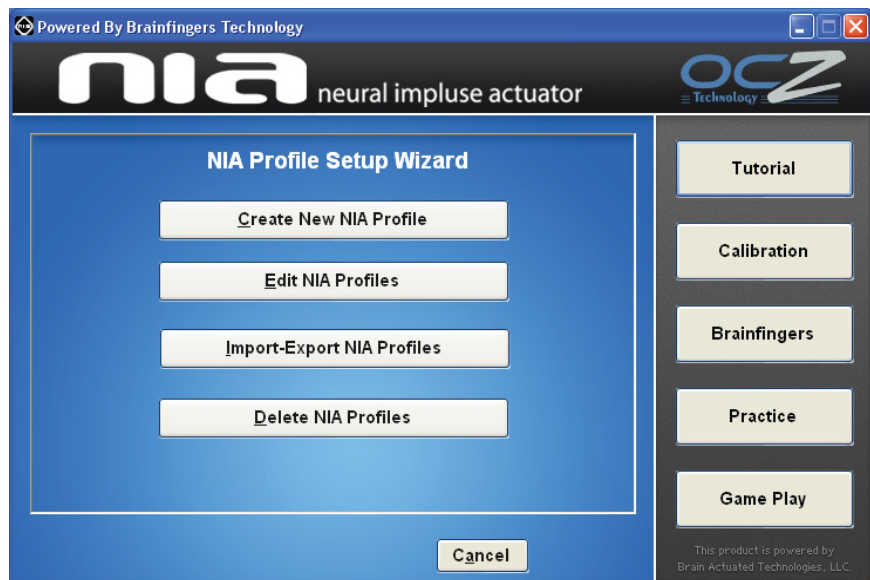 Powered By Brainfingers Technology
nia neural impluse actuator
OCZ
Technology
NIA Profile Setup Wizard
Create New NIA Profile
Edit NIA Profiles
Import-Export NIA Profiles
Delete NIA Profiles
Cancel
Tutorial
Calibration
Brainfingers
Practice
Game Play
This product is powered by
Brain Actuated Technologies, LLC.